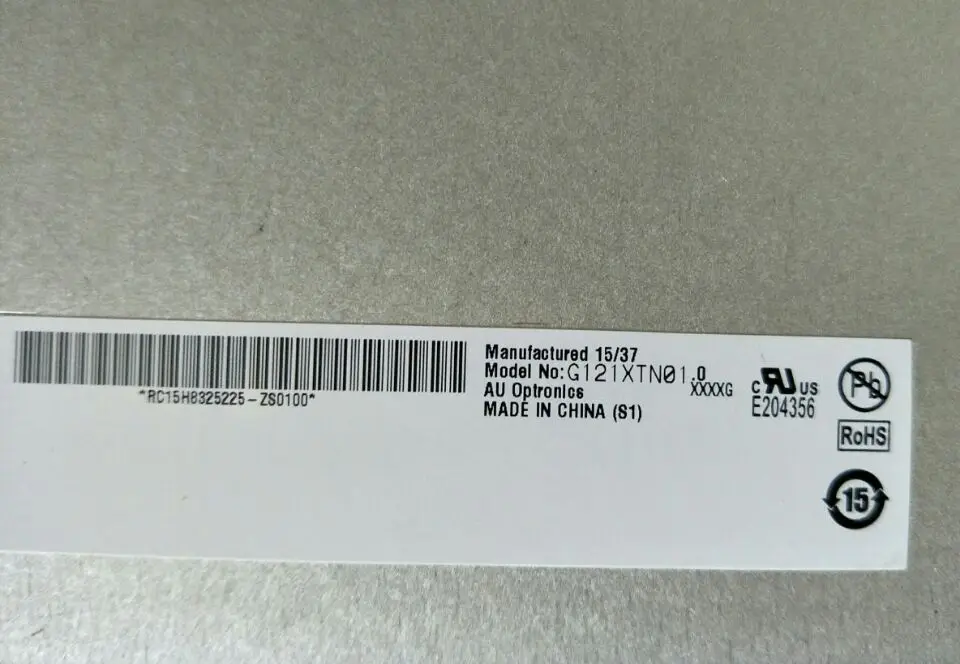 *RC15H8325225-ZS0100*
Manufactured 15/37
Model No:G121XTN01.0
AU Optronics XXXXG
MADE IN CHINA (S1)
C RU US
E204356
Pb
RoHS
15